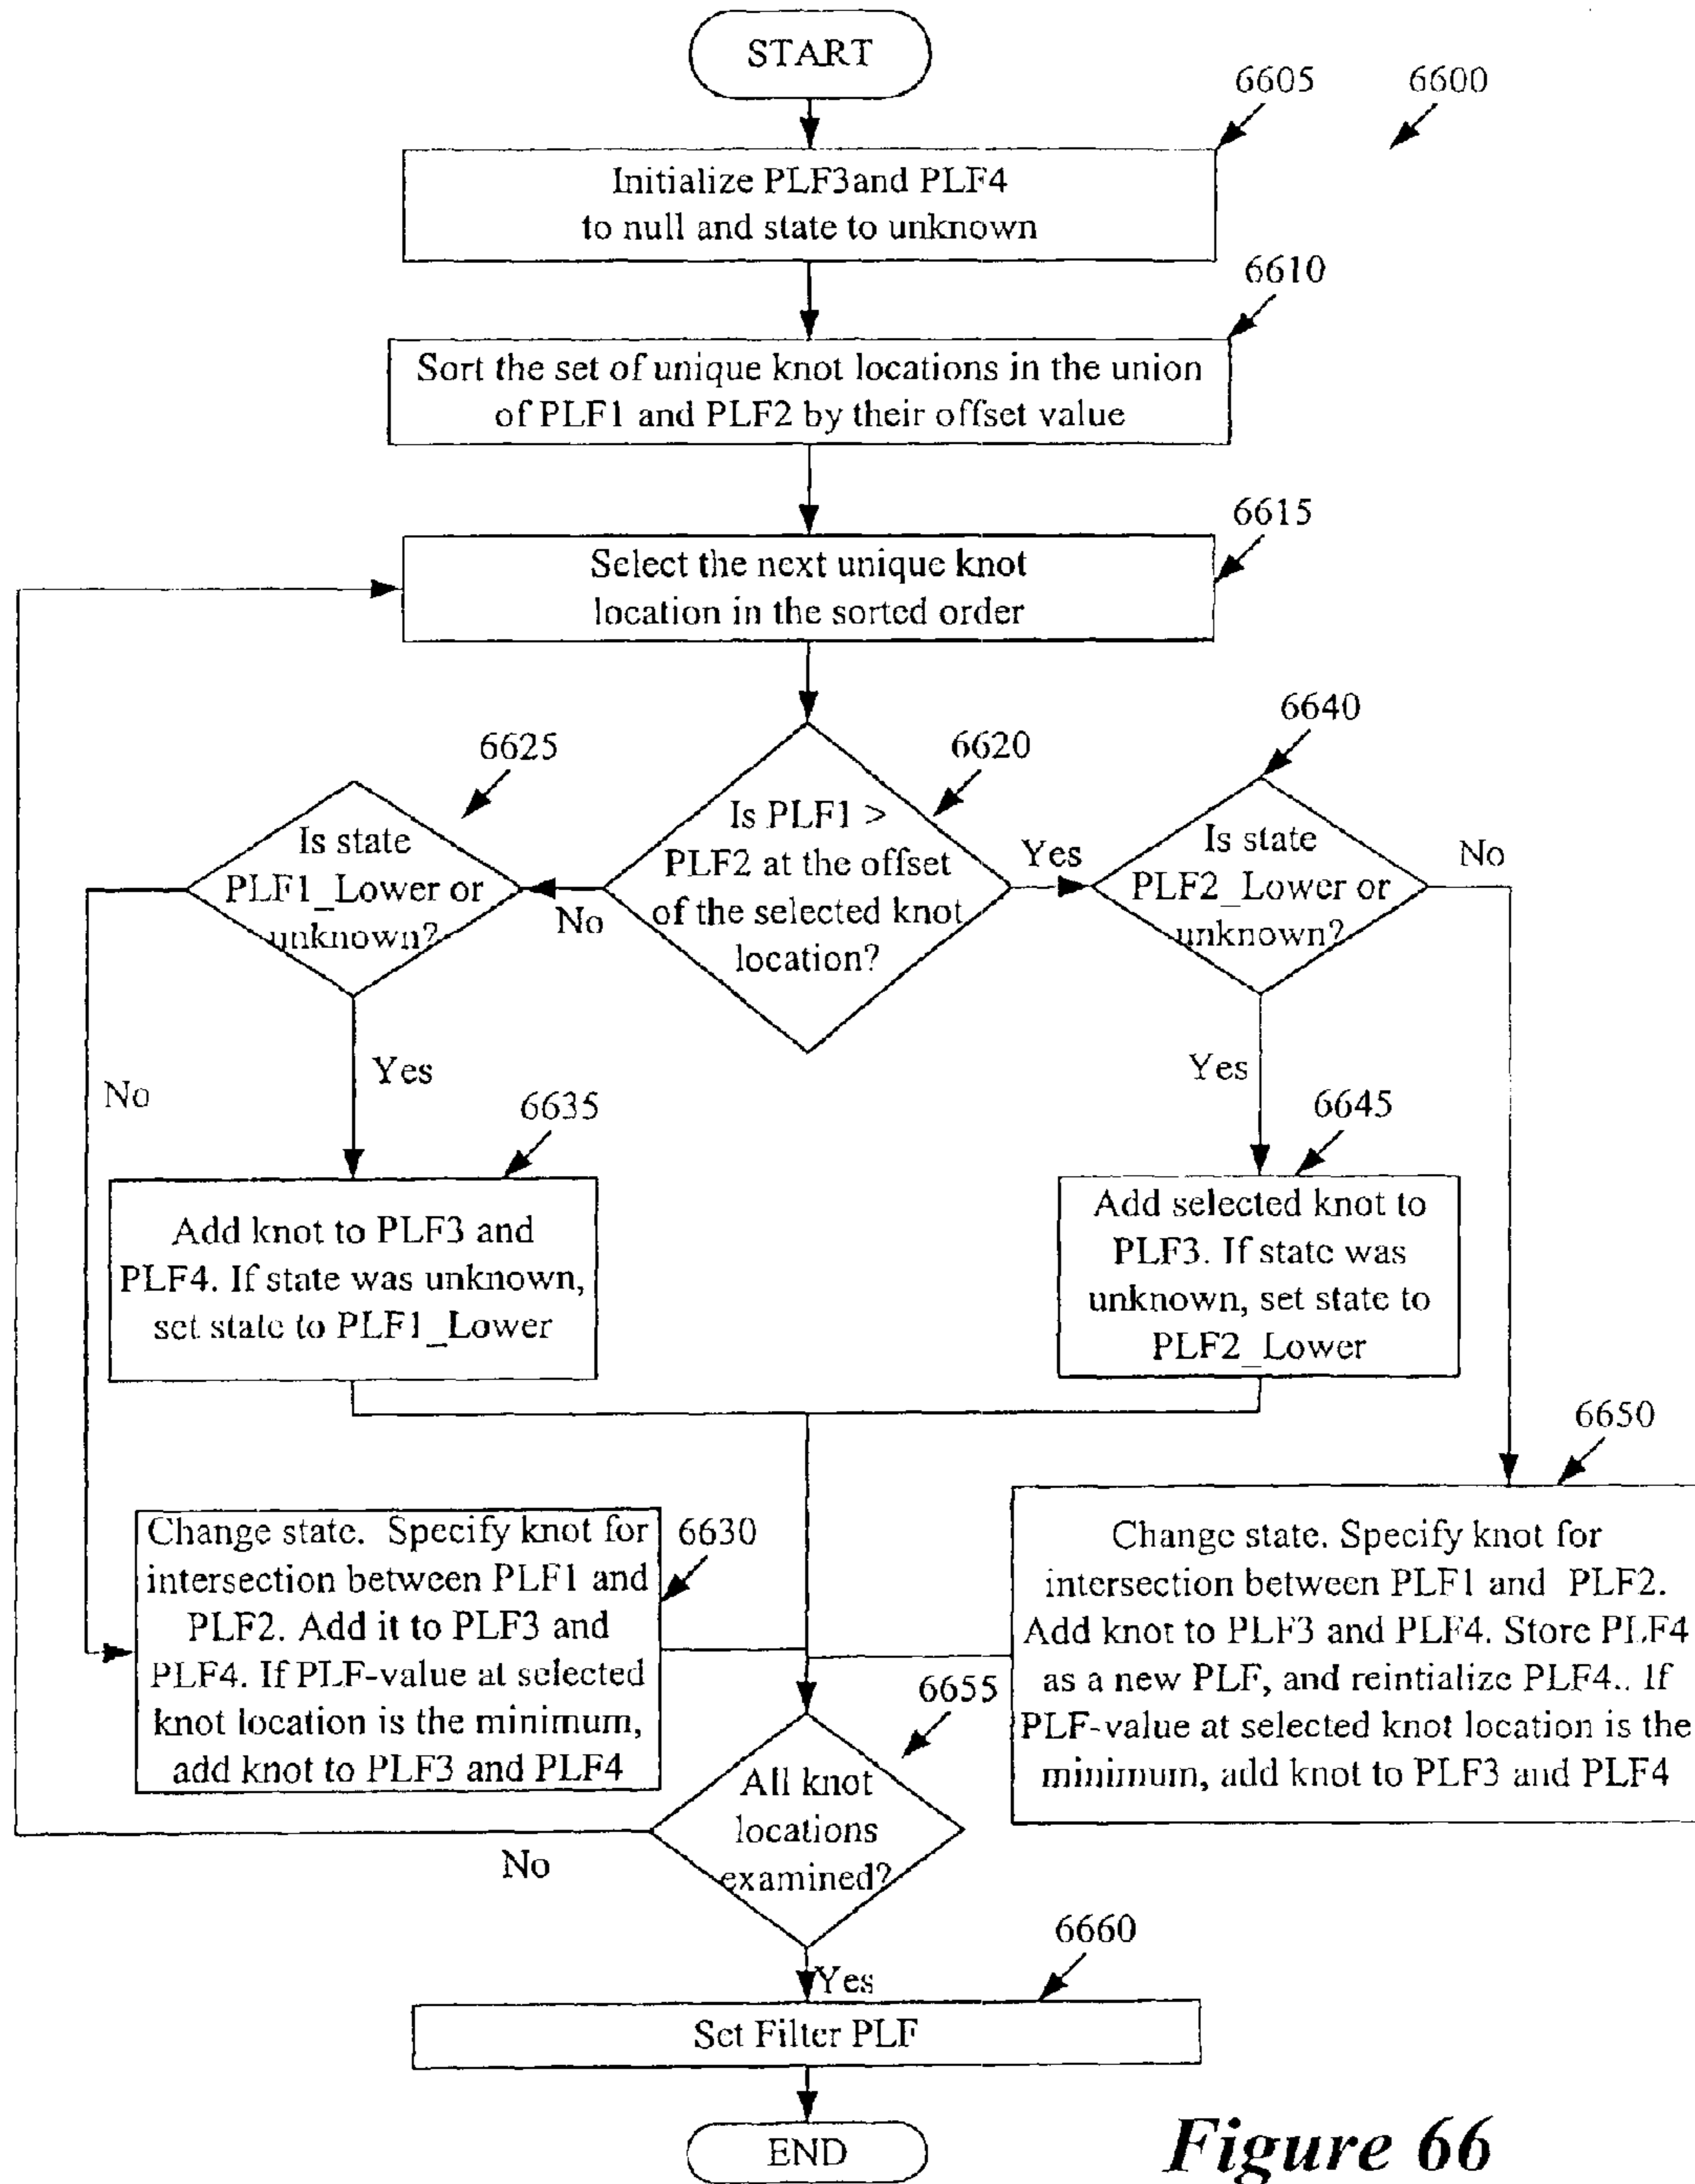 START
6605
6600
Initialize PLF3and PLF4
to null and state to unknown
6610
Sort the set of unique knot locations in the union
of PLF1 and PLF2 by their offset value
6615
Select the next unique knot
location in the sorted order
6625
6620
6640
Is state
PLF1_Lower or
unknown?
Is PLF1 >
PLF2 at the offset
of the selected knot
location?
Is state
PLF2_Lower or
unknown?
No
Yes
No
No
Yes
Yes
6635
6645
Add knot to PLF3 and
PLF4. If state was unknown,
set state to PLF1_Lower
Add selected knot to
PLF3. If state was
unknown, set state to
PLF2_Lower
6630
6650
Change state. Specify knot for
intersection between PLF1 and
PLF2. Add it to PLF3 and
PLF4. If PLF-value at selected
knot location is the minimum,
add knot to PLF3 and PLF4
Change state. Specify knot for
intersection between PLF1 and PLF2.
Add knot to PLF3 and PLF4. Store PLF4
as a new PLF, and reintialize PLF4.. If
PLF-value at selected knot location is the
minimum, add knot to PLF3 and PLF4
6655
All knot
locations
examined?
No
Yes
6660
Set Filter PLF
END
Figure 66